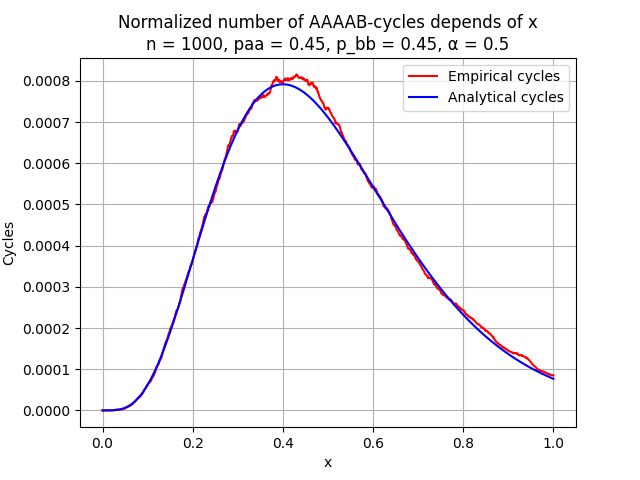 Normalized number of AAAAB-cycles depends of x
n = 1000, paa = 0.45, p_bb = 0.45, α = 0.5
Empirical cycles
Analytical cycles
Cycles
0.0008
0.0007
0.0006
0.0005
0.0004
0.0003
0.0002
0.0001
0.0000
0.0 0.2 0.4 0.6 0.8 1.0
x